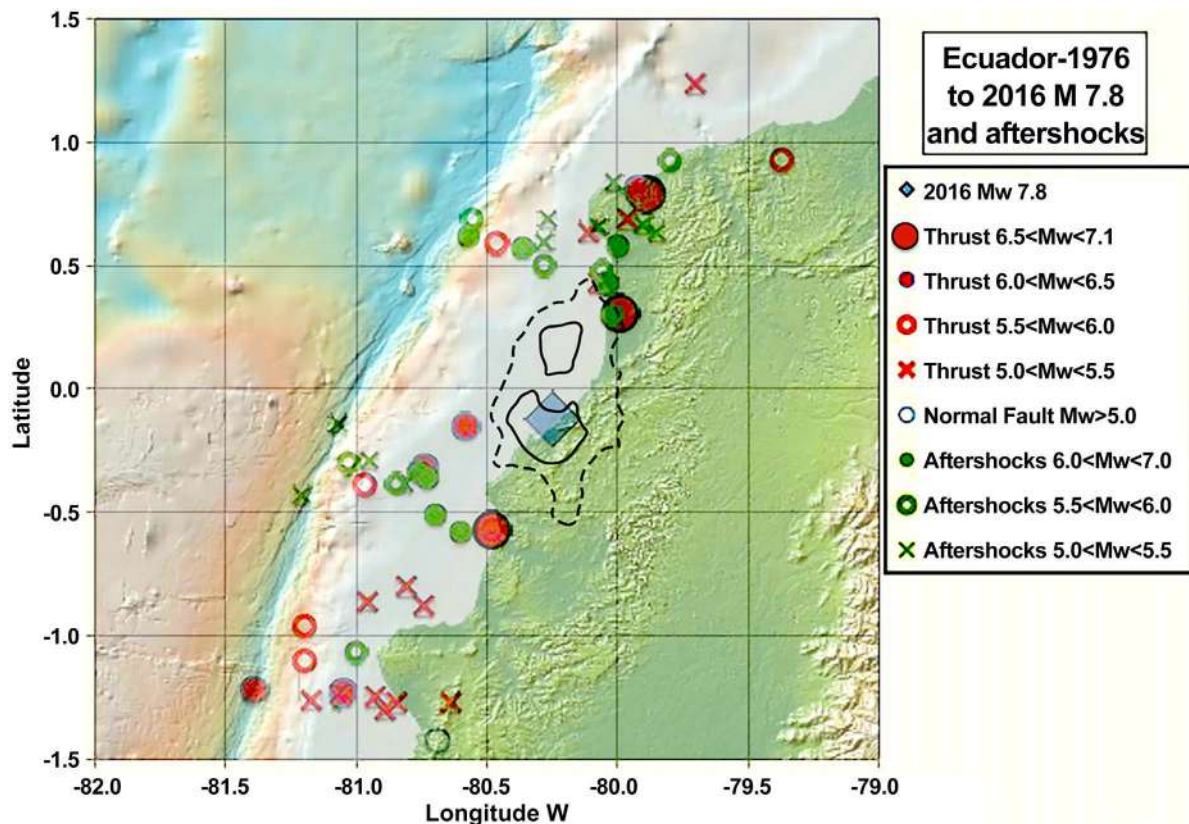 1.5
1.0
0.5
0.0
-0.5
-1.0
-1.5
Latitude
-82.0 -81.5 -81.0 -80.5 -80.0 -79.5 -79.0
Longitude W
Ecuador-1976
to 2016 M 7.8
and aftershocks
2016 Mw 7.8
Thrust 6.5<Mw<7.1
Thrust 6.0<Mw<6.5
Thrust 5.5<Mw<6.0
Thrust 5.0<Mw<5.5
Normal Fault Mw>5.0
Aftershocks 6.0<Mw<7.0
Aftershocks 5.5<Mw<6.0
Aftershocks 5.0<Mw<5.5